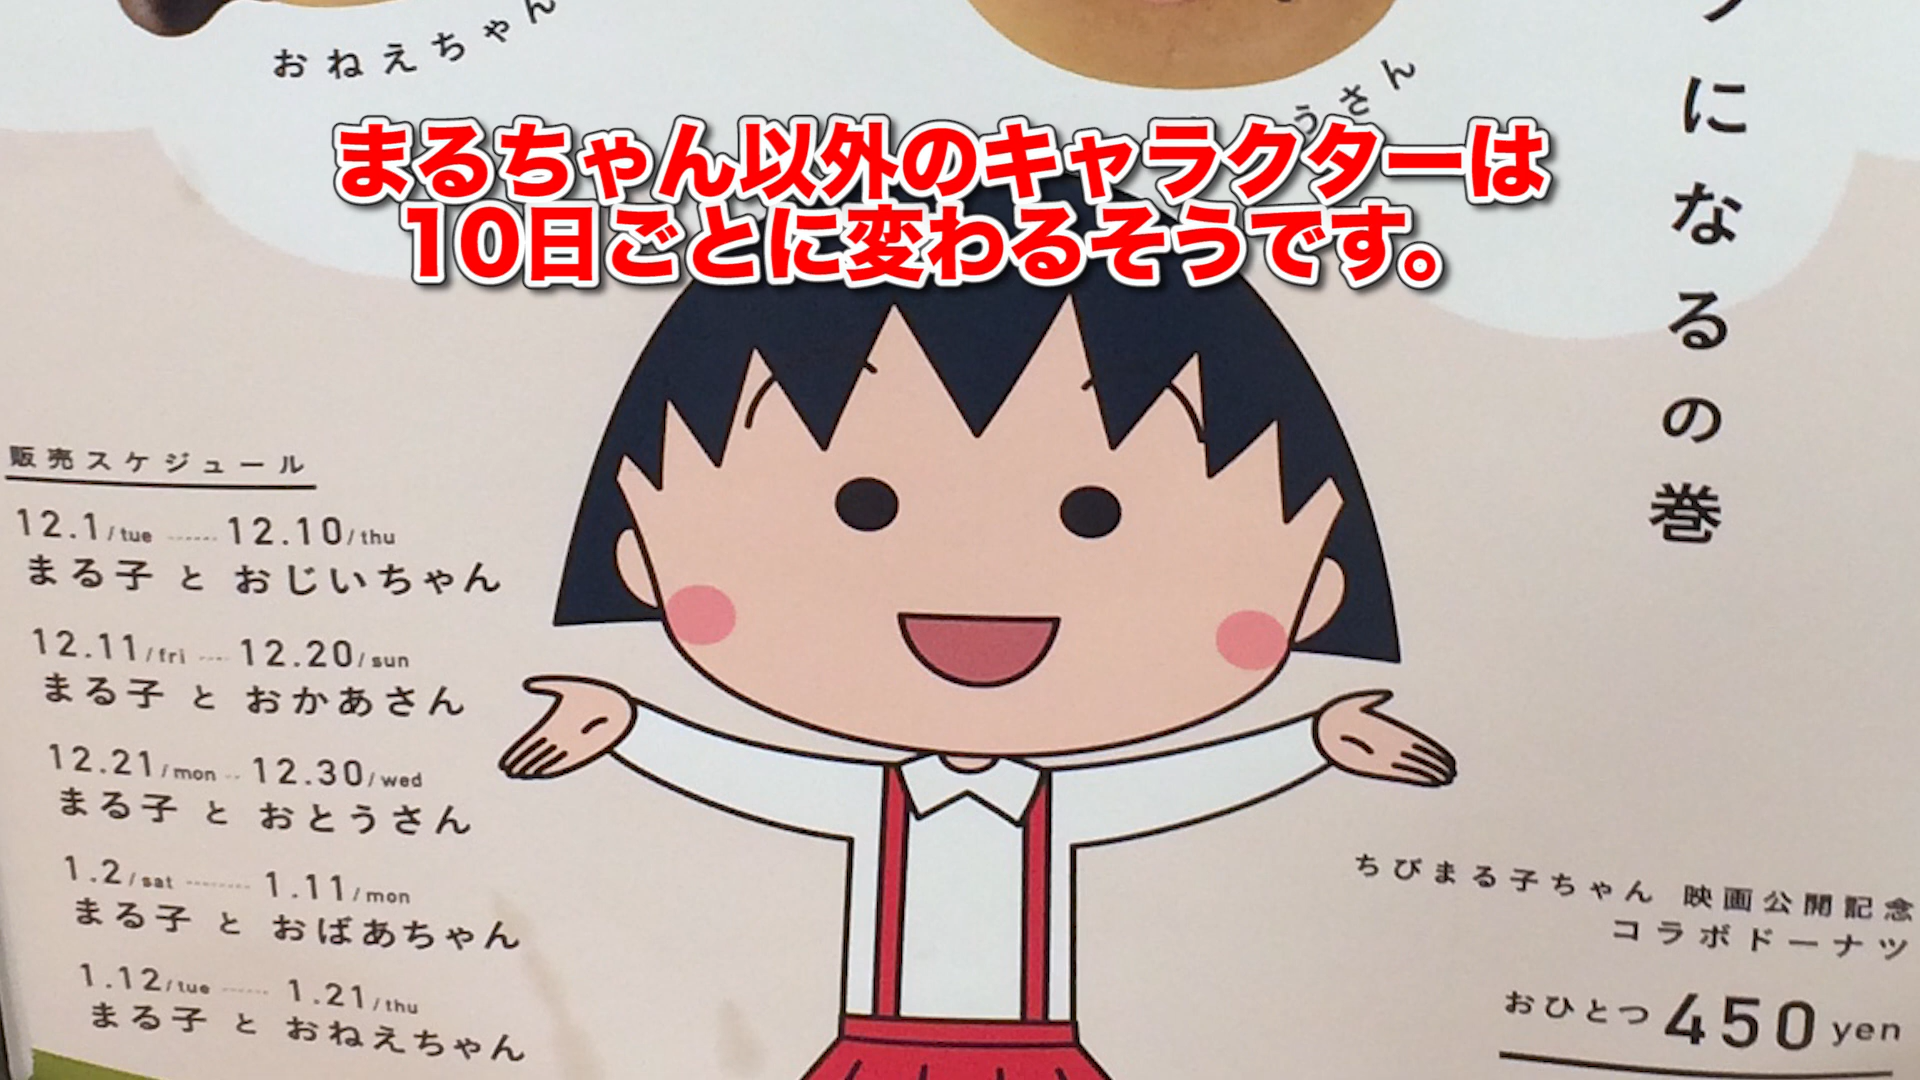 おねえちゃん
うさん
になるの巻
まるちゃん以外のキャラクターは
10日ごとに変わるそうです。
販売スケジュール
12.1/tue ------ 12.10/thu
まる子 と おじいちゃん
12.11/fri ---- 12.20/sun
まる子 と おかあさん
12.21/mon -- 12.30/wed
まる子 と おとうさん
1.2/sat -------- 1.11/mon
まる子 と おばあちゃん
1.12/tue ------ 1.21/thu
まる子 と おねえちゃん
ちびまる子ちゃん 映画公開記念
コラボドーナツ
おひとつ 450 yen